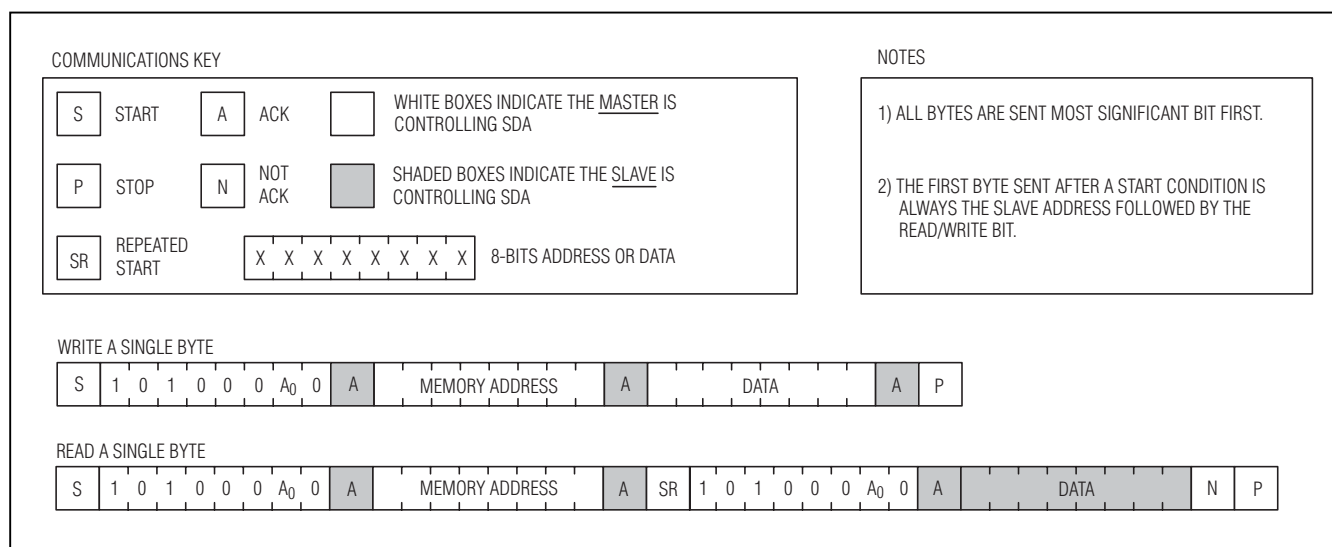 COMMUNICATIONS KEY
S START A ACK WHITE BOXES INDICATE THE MASTER IS
CONTROLLING SDA
P STOP N NOT
ACK SHADED BOXES INDICATE THE SLAVE IS
CONTROLLING SDA
SR REPEATED
START X X X X X X X X 8-BITS ADDRESS OR DATA
NOTES
1) ALL BYTES ARE SENT MOST SIGNIFICANT BIT FIRST.
2) THE FIRST BYTE SENT AFTER A START CONDITION IS
ALWAYS THE SLAVE ADDRESS FOLLOWED BY THE
READ/WRITE BIT.
WRITE A SINGLE BYTE
S 1 0 1 0 0 0 A0 0 A MEMORY ADDRESS A DATA A P
READ A SINGLE BYTE
S 1 0 1 0 0 0 A0 0 A MEMORY ADDRESS A SR 1 0 1 0 0 0 A0 0 A DATA N P